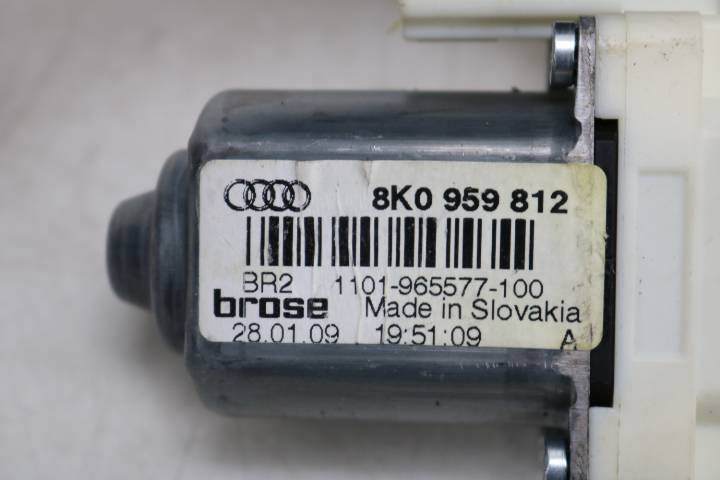 8K0 959 812
BR2 1101-965577-100
brose Made in Slovakia
28.01.09 19:51:09 A